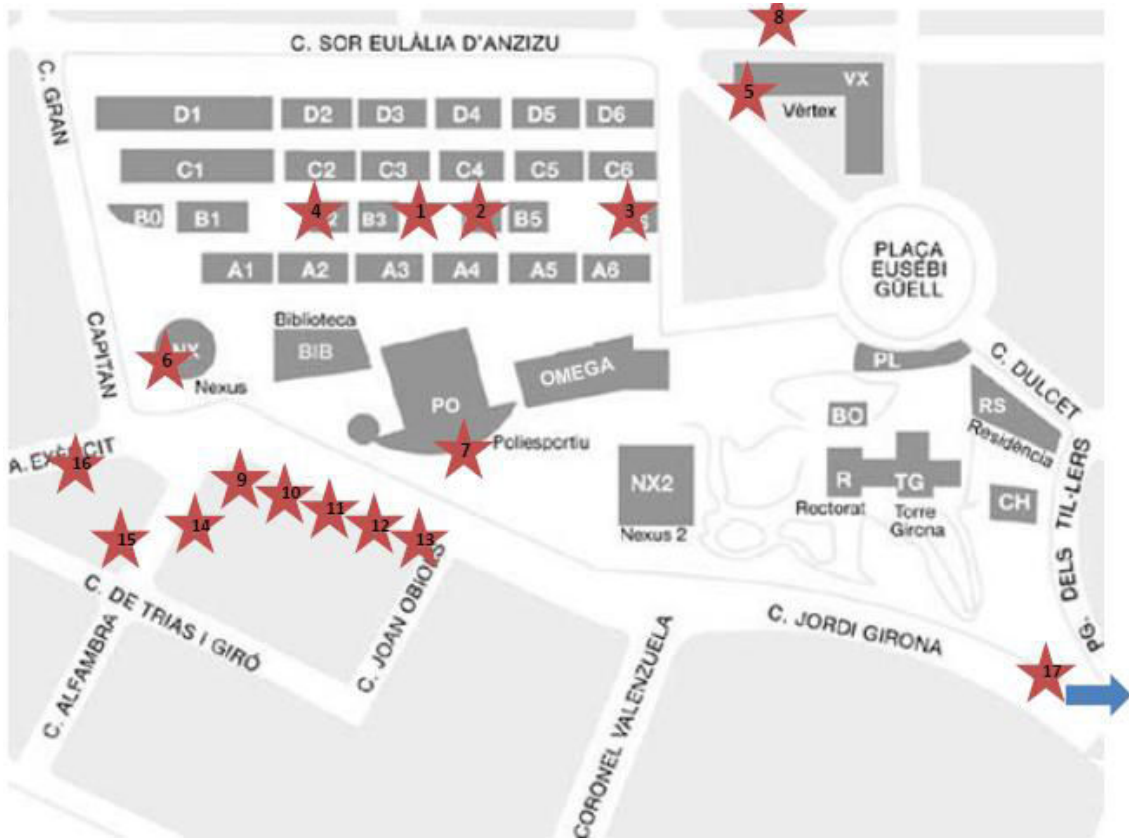 8
C. SOR EULÀLIA D'ANZIZU
C. GRAN
CAPITAN
5
VX
Vèrtex
D1 D2 D3 D4 D5 D6
C1 C2 C3 C4 C5 C6
B0 B1 4 B3 1 2 B5 3
A1 A2 A3 A4 A5 A6
PLAÇA
EUSEBI
GÜELL
Biblioteca
BIB
6
NX
Nexus
PO
OMEGA
7
Poliesportiu
PL
C. DULCET
RS
Residència
BO
R
Rectorat
TG
Torre
Girona
CH
NX2
Nexus 2
PG. DELS TIL·LERS
A. EXÈRCIT
16
9
10
11
12
13
14
15
C. DE TRIAS I GIRÓ
C. ALFAMBRA
C. JOAN OBIOLS
CORONEL VALENZUELA
C. JORDI GIRONA
17